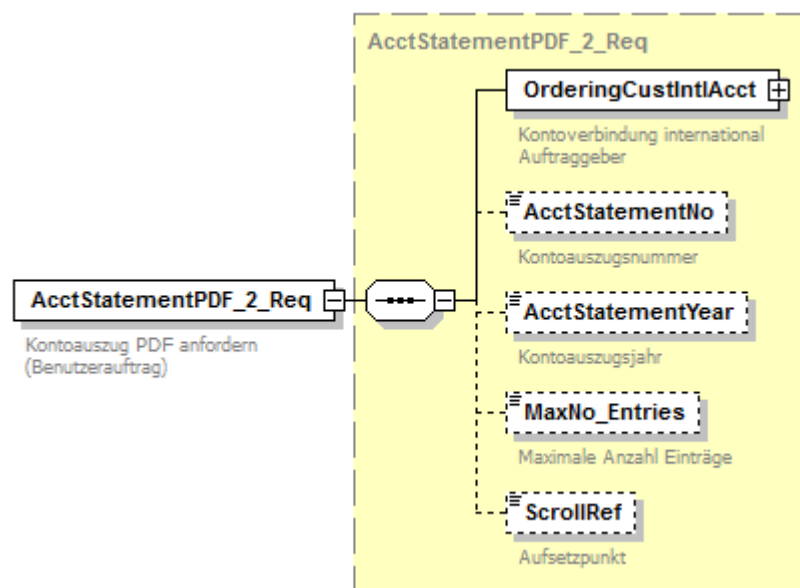 AcctStatementPDF_2_Req
OrderingCustIntlAcct
Kontoverbindung international
Auftraggeber
AcctStatementNo
Kontoauszugsnummer
AcctStatementPDF_2_Req
Kontoauszug PDF anfordern
(Benutzerauftrag)
AcctStatementYear
Kontoauszugsjahr
MaxNo_Entries
Maximale Anzahl Einträge
ScrollRef
Aufsetzpunkt